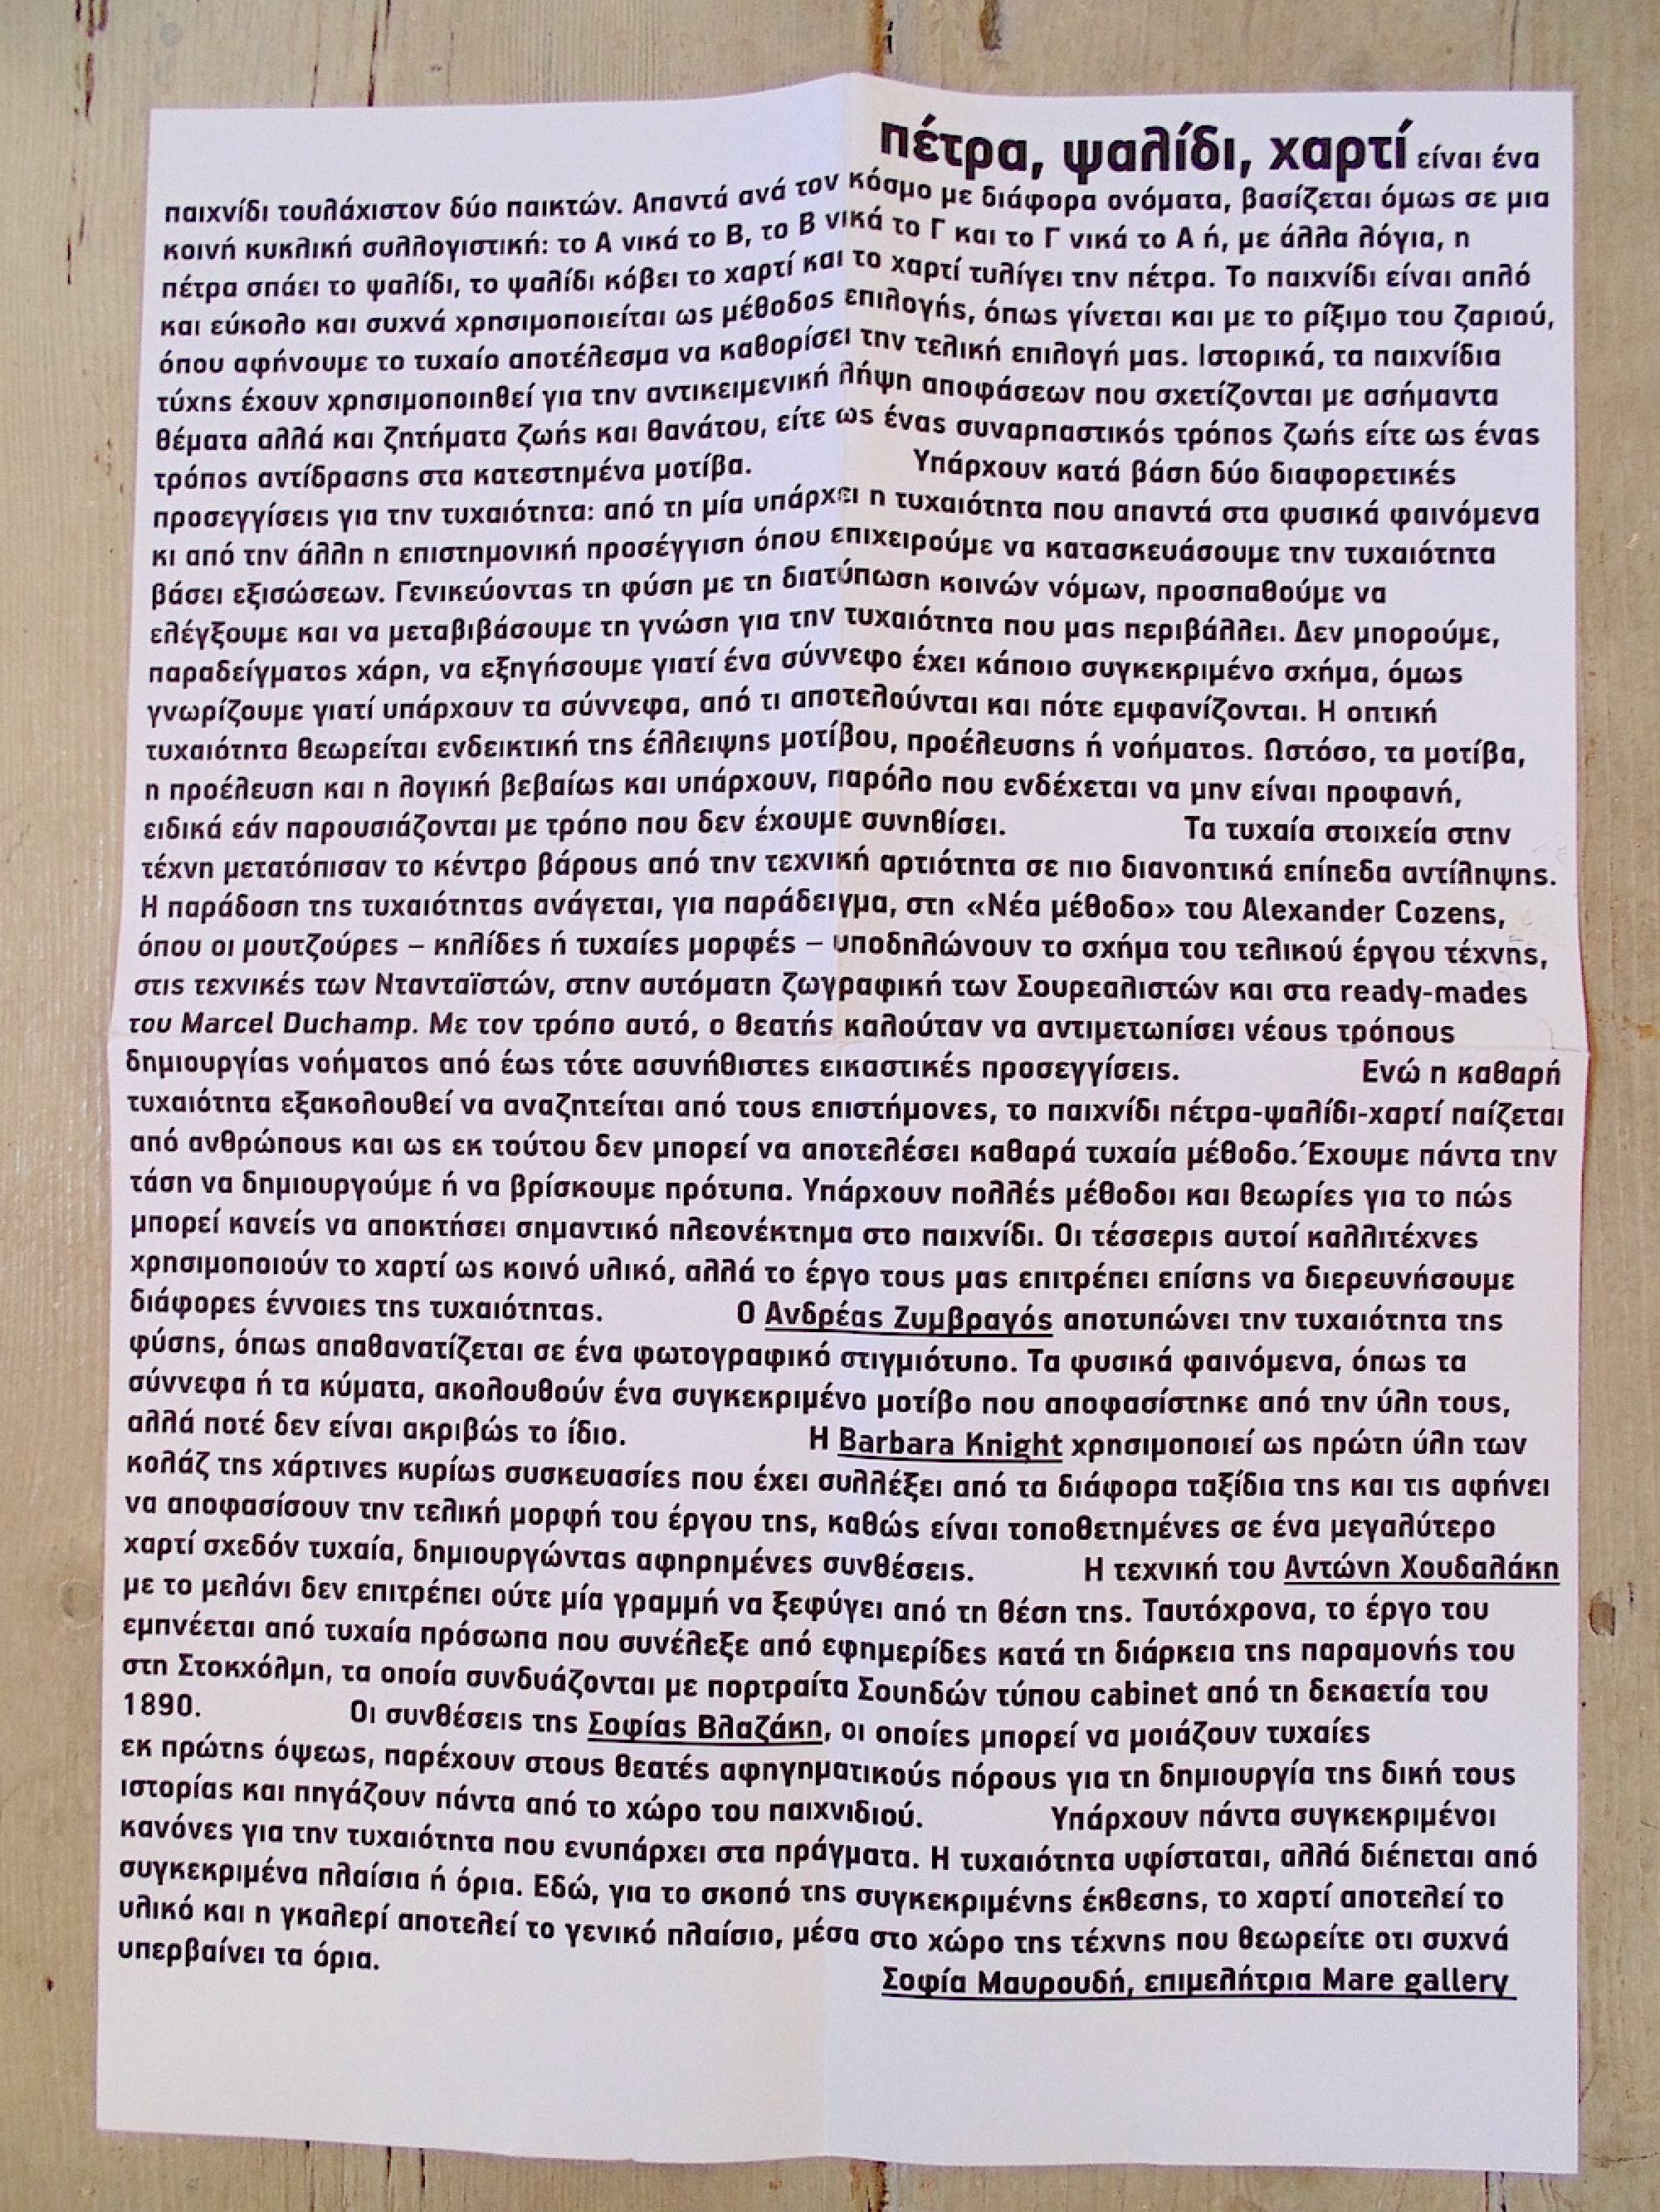 πέτρα, ψαλίδι, χαρτί είναι ένα
παιχνίδι τουλάχιστον δύο παικτών. Απαντά ανά τον κόσμο με διάφορα ονόματα, βασίζεται όμως σε μια
κοινή κυκλική συλλογιστική: το Α νικά το Β, το Β νικά το Γ και το Γ νικά το Α ή, με άλλα λόγια, η
πέτρα σπάει το ψαλίδι, το ψαλίδι κόβει το χαρτί και το χαρτί τυλίγει την πέτρα. Το παιχνίδι είναι απλό
και εύκολο και συχνά χρησιμοποιείται ως μέθοδος επιλογής, όπως γίνεται και με το ρίξιμο του ζαριού,
όπου αφήνουμε το τυχαίο αποτέλεσμα να καθορίσει την τελική επιλογή μας. Ιστορικά, τα παιχνίδια
τύχης έχουν χρησιμοποιηθεί για την αντικειμενική λήψη αποφάσεων που σχετίζονται με ασήμαντα
θέματα αλλά και ζητήματα ζωής και θανάτου, είτε ως ένας συναρπαστικός τρόπος ζωής είτε ως ένας
τρόπος αντίδρασης στα κατεστημένα μοτίβα. Υπάρχουν κατά βάση δύο διαφορετικές
προσεγγίσεις για την τυχαιότητα: από τη μία υπάρχει η τυχαιότητα που απαντά στα φυσικά φαινόμενα
κι από την άλλη η επιστημονική προσέγγιση όπου επιχειρούμε να κατασκευάσουμε την τυχαιότητα
βάσει εξισώσεων. Γενικεύοντας τη φύση με τη διατύπωση κοινών νόμων, προσπαθούμε να
ελέγξουμε και να μεταβιβάσουμε τη γνώση για την τυχαιότητα που μας περιβάλλει. Δεν μπορούμε,
παραδείγματος χάρη, να εξηγήσουμε γιατί ένα σύννεφο έχει κάποιο συγκεκριμένο σχήμα, όμως
γνωρίζουμε γιατί υπάρχουν τα σύννεφα, από τι αποτελούνται και πότε εμφανίζονται. Η οπτική
τυχαιότητα θεωρείται ενδεικτική της έλλειψης μοτίβου, προέλευσης ή νοήματος. Ωστόσο, τα μοτίβα,
η προέλευση και η λογική βεβαίως και υπάρχουν, παρόλο που ενδέχεται να μην είναι προφανή,
ειδικά εάν παρουσιάζονται με τρόπο που δεν έχουμε συνηθίσει. Τα τυχαία στοιχεία στην
τέχνη μετατόπισαν το κέντρο βάρους από την τεχνική αρτιότητα σε πιο διανοητικά επίπεδα αντίληψης.
Η παράδοση της τυχαιότητας ανάγεται, για παράδειγμα, στη «Νέα μέθοδο» του Alexander Cozens,
όπου οι μουτζούρες – κηλίδες ή τυχαίες μορφές – υποδηλώνουν το σχήμα του τελικού έργου τέχνης,
στις τεχνικές των Ντανταϊστών, στην αυτόματη ζωγραφική των Σουρεαλιστών και στα ready-mades
του Marcel Duchamp. Με τον τρόπο αυτό, ο θεατής καλούταν να αντιμετωπίσει νέους τρόπους
δημιουργίας νοήματος από έως τότε ασυνήθιστες εικαστικές προσεγγίσεις. Ενώ η καθαρή
τυχαιότητα εξακολουθεί να αναζητείται από τους επιστήμονες, το παιχνίδι πέτρα-ψαλίδι-χαρτί παίζεται
από ανθρώπους και ως εκ τούτου δεν μπορεί να αποτελέσει καθαρά τυχαία μέθοδο. Έχουμε πάντα την
τάση να δημιουργούμε ή να βρίσκουμε πρότυπα. Υπάρχουν πολλές μέθοδοι και θεωρίες για το πώς
μπορεί κανείς να αποκτήσει σημαντικό πλεονέκτημα στο παιχνίδι. Οι τέσσερις αυτοί καλλιτέχνες
χρησιμοποιούν το χαρτί ως κοινό υλικό, αλλά το έργο τους μας επιτρέπει επίσης να διερευνήσουμε
διάφορες έννοιες της τυχαιότητας. Ο Ανδρέας Ζυμβραγός αποτυπώνει την τυχαιότητα της
φύσης, όπως απαθανατίζεται σε ένα φωτογραφικό στιγμιότυπο. Τα φυσικά φαινόμενα, όπως τα
σύννεφα ή τα κύματα, ακολουθούν ένα συγκεκριμένο μοτίβο που αποφασίστηκε από την ύλη τους,
αλλά ποτέ δεν είναι ακριβώς το ίδιο. Η Barbara Knight χρησιμοποιεί ως πρώτη ύλη των
κολάζ της χάρτινες κυρίως συσκευασίες που έχει συλλέξει από τα διάφορα ταξίδια της και τις αφήνει
να αποφασίσουν την τελική μορφή του έργου της, καθώς είναι τοποθετημένες σε ένα μεγαλύτερο
χαρτί σχεδόν τυχαία, δημιουργώντας αφηρημένες συνθέσεις. Η τεχνική του Αντώνη Χουδαλάκη
με το μελάνι δεν επιτρέπει ούτε μία γραμμή να ξεφύγει από τη θέση της. Ταυτόχρονα, το έργο του
εμπνέεται από τυχαία πρόσωπα που συνέλεξε από εφημερίδες κατά τη διάρκεια της παραμονής του
στη Στοκχόλμη, τα οποία συνδυάζονται με πορτραίτα Σουηδών τύπου cabinet από τη δεκαετία του
1890. Οι συνθέσεις της Σοφίας Βλαζάκη, οι οποίες μπορεί να μοιάζουν τυχαίες
εκ πρώτης όψεως, παρέχουν στους θεατές αφηγηματικούς πόρους για τη δημιουργία της δική τους
ιστορίας και πηγάζουν πάντα από το χώρο του παιχνιδιού. Υπάρχουν πάντα συγκεκριμένοι
κανόνες για την τυχαιότητα που ενυπάρχει στα πράγματα. Η τυχαιότητα υφίσταται, αλλά διέπεται από
συγκεκριμένα πλαίσια ή όρια. Εδώ, για το σκοπό της συγκεκριμένης έκθεσης, το χαρτί αποτελεί το
υλικό και η γκαλερί αποτελεί το γενικό πλαίσιο, μέσα στο χώρο της τέχνης που θεωρείτε οτι συχνά
υπερβαίνει τα όρια.
Σοφία Μαυρουδή, επιμελήτρια Mare gallery